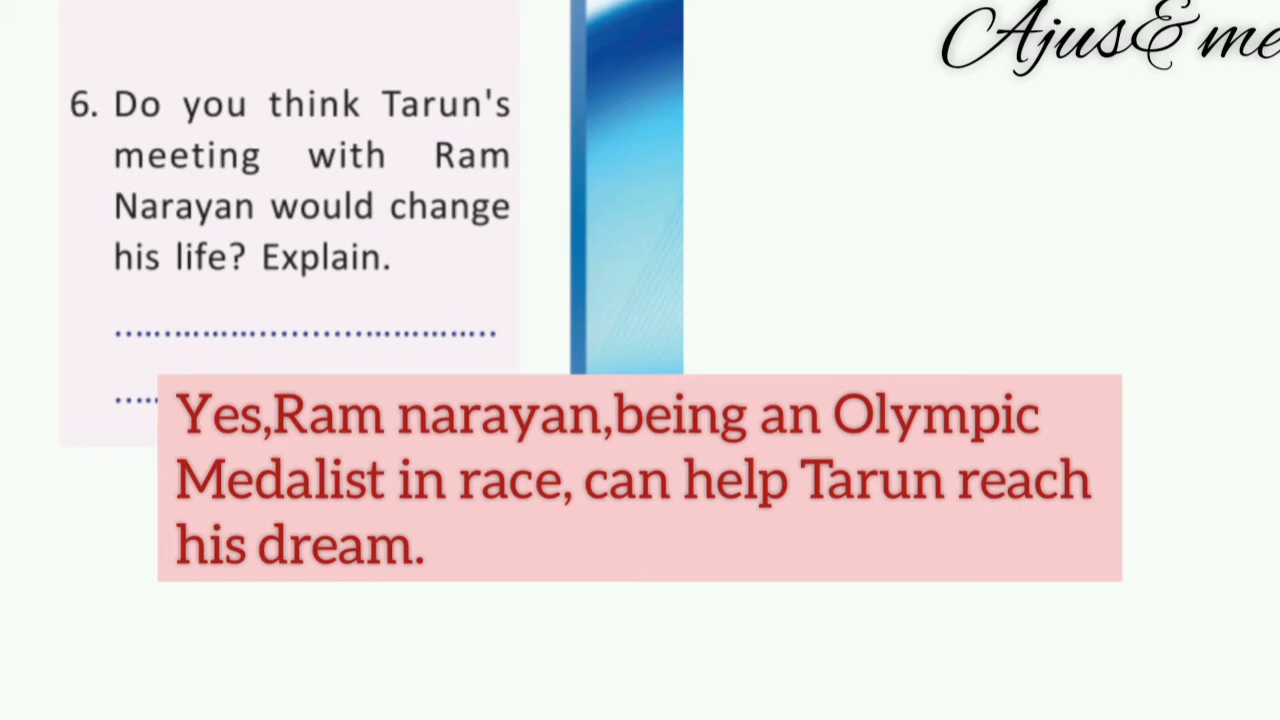 Ajus& me
6. Do you think Tarun's
meeting with Ram
Narayan would change
his life? Explain.
Yes,Ram narayan,being an Olympic
Medalist in race, can help Tarun reach
his dream.